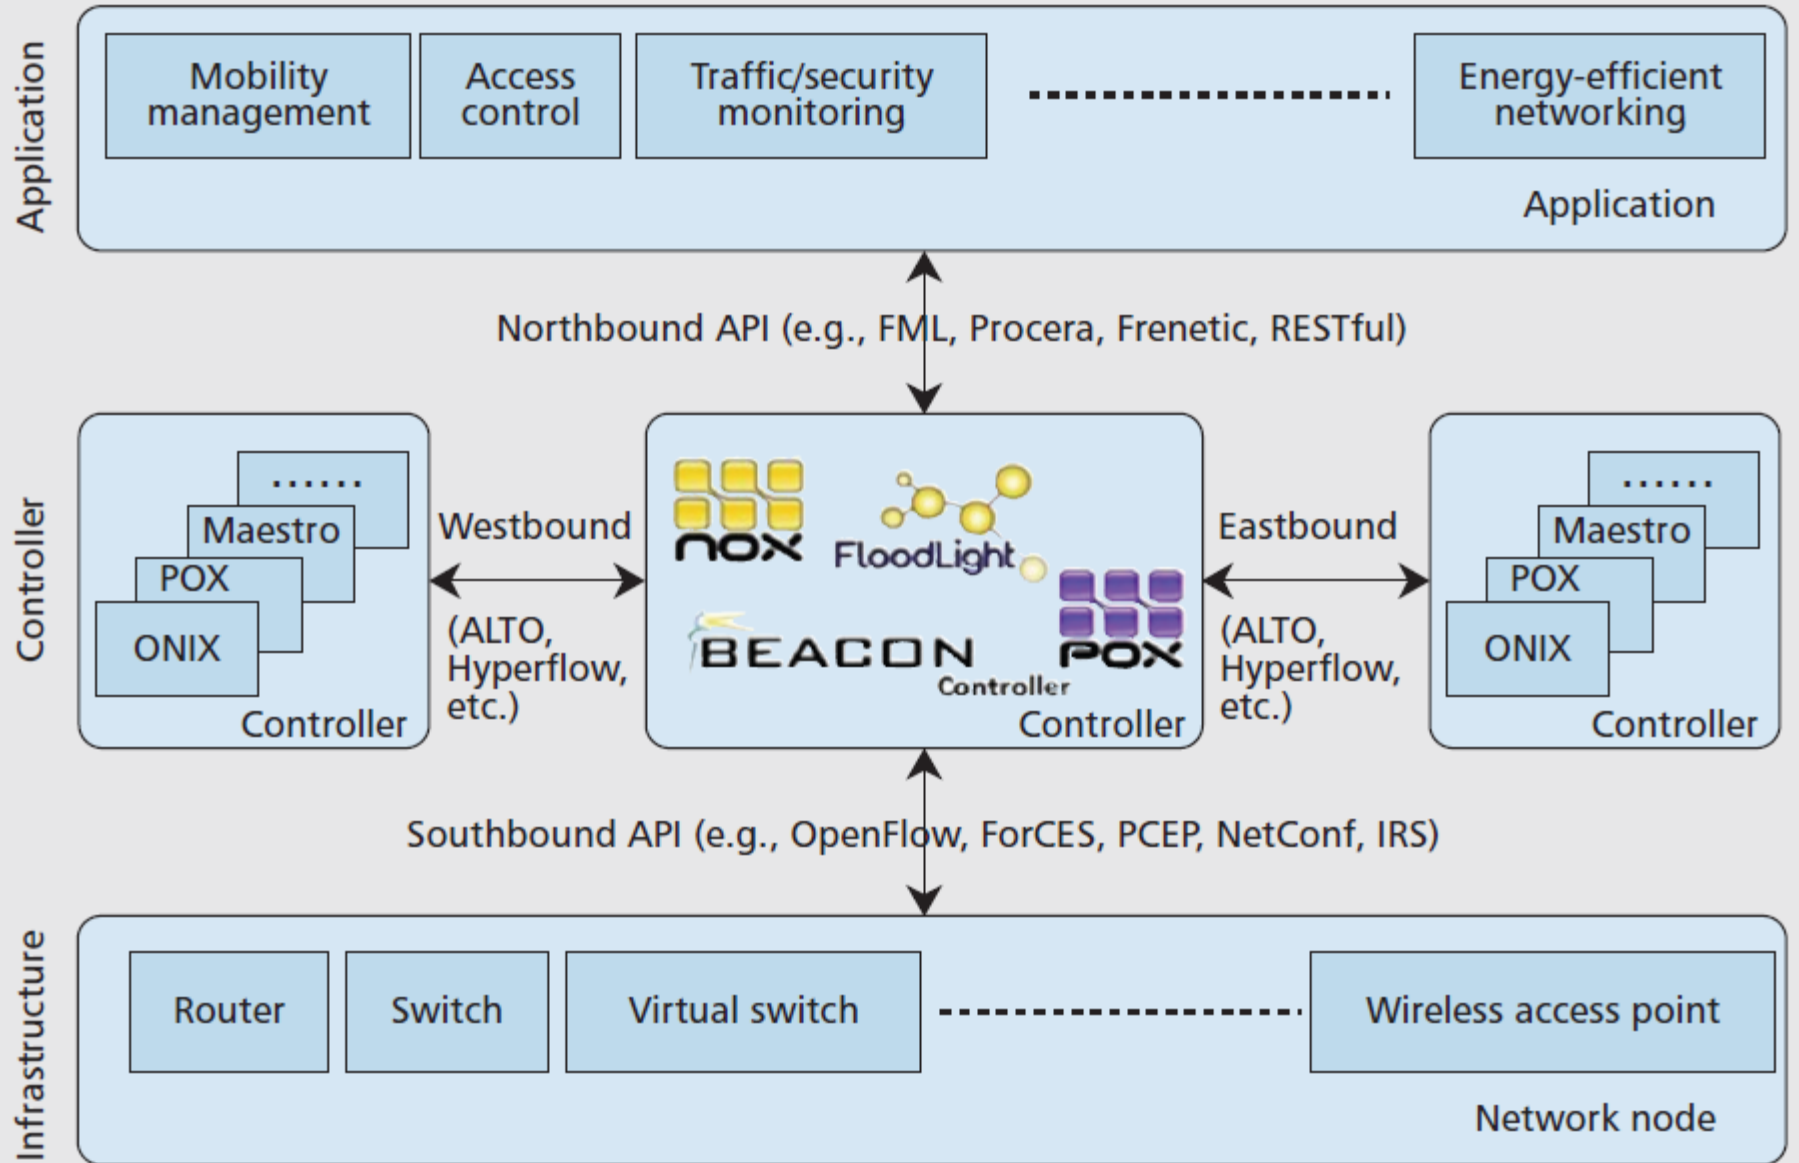 Application
Mobility
management
Access
control
Traffic/security
monitoring
Energy-efficient
networking
Application
Northbound API (e.g., FML, Procera, Frenetic, RESTful)
Controller
......
Maestro
POX
ONIX
Controller
Westbound
(ALTO,
Hyperflow,
etc.)
nox
FloodLight
BEACON
Controller
POX
Controller
Eastbound
(ALTO,
Hyperflow,
etc.)
......
Maestro
POX
ONIX
Controller
Southbound API (e.g., OpenFlow, ForCES, PCEP, NetConf, IRS)
Infrastructure
Router
Switch
Virtual switch
Wireless access point
Network node